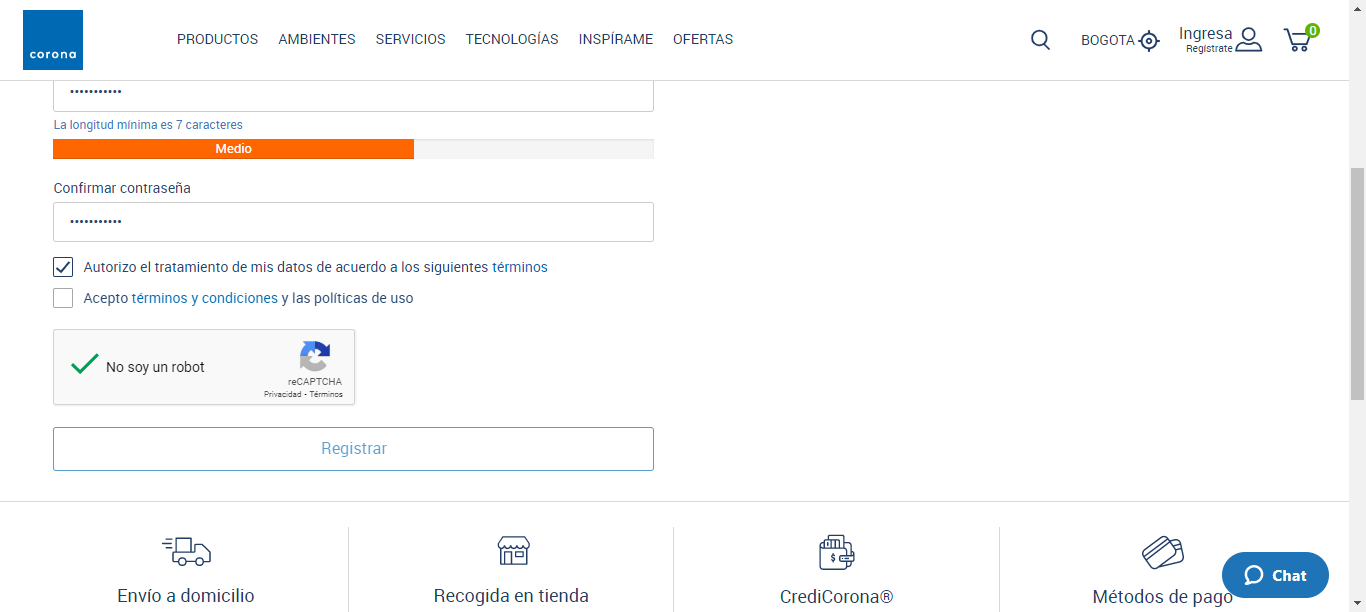 corona
PRODUCTOS AMBIENTES SERVICIOS TECNOLOGÍAS INSPÍRAME OFERTAS
BOGOTA
Ingresa
Regístrate
0
•••••••••••
La longitud mínima es 7 caracteres
Medio
Confirmar contraseña
•••••••••••
Autorizo el tratamiento de mis datos de acuerdo a los siguientes términos
Acepto términos y condiciones y las políticas de uso
No soy un robot
reCAPTCHA
Privacidad - Términos
Registrar
Envío a domicilio
Recogida en tienda
CrediCorona®
Métodos de pago
Chat